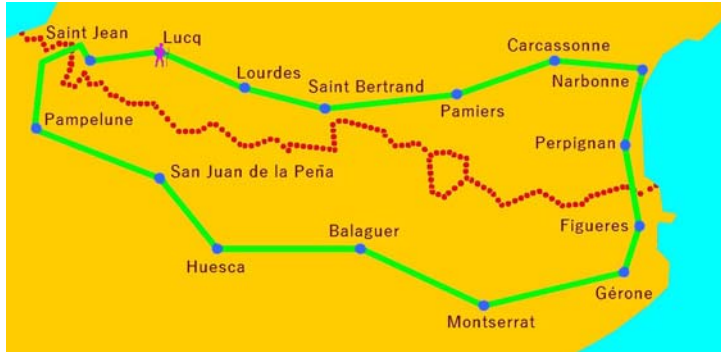 Saint Jean
Lucq
Carcassonne
Lourdes
Saint Bertrand
Narbonne
Pamiers
Pampelune
Perpignan
San Juan de la Peña
Figueres
Balaguer
Huesca
Gérone
Montserrat